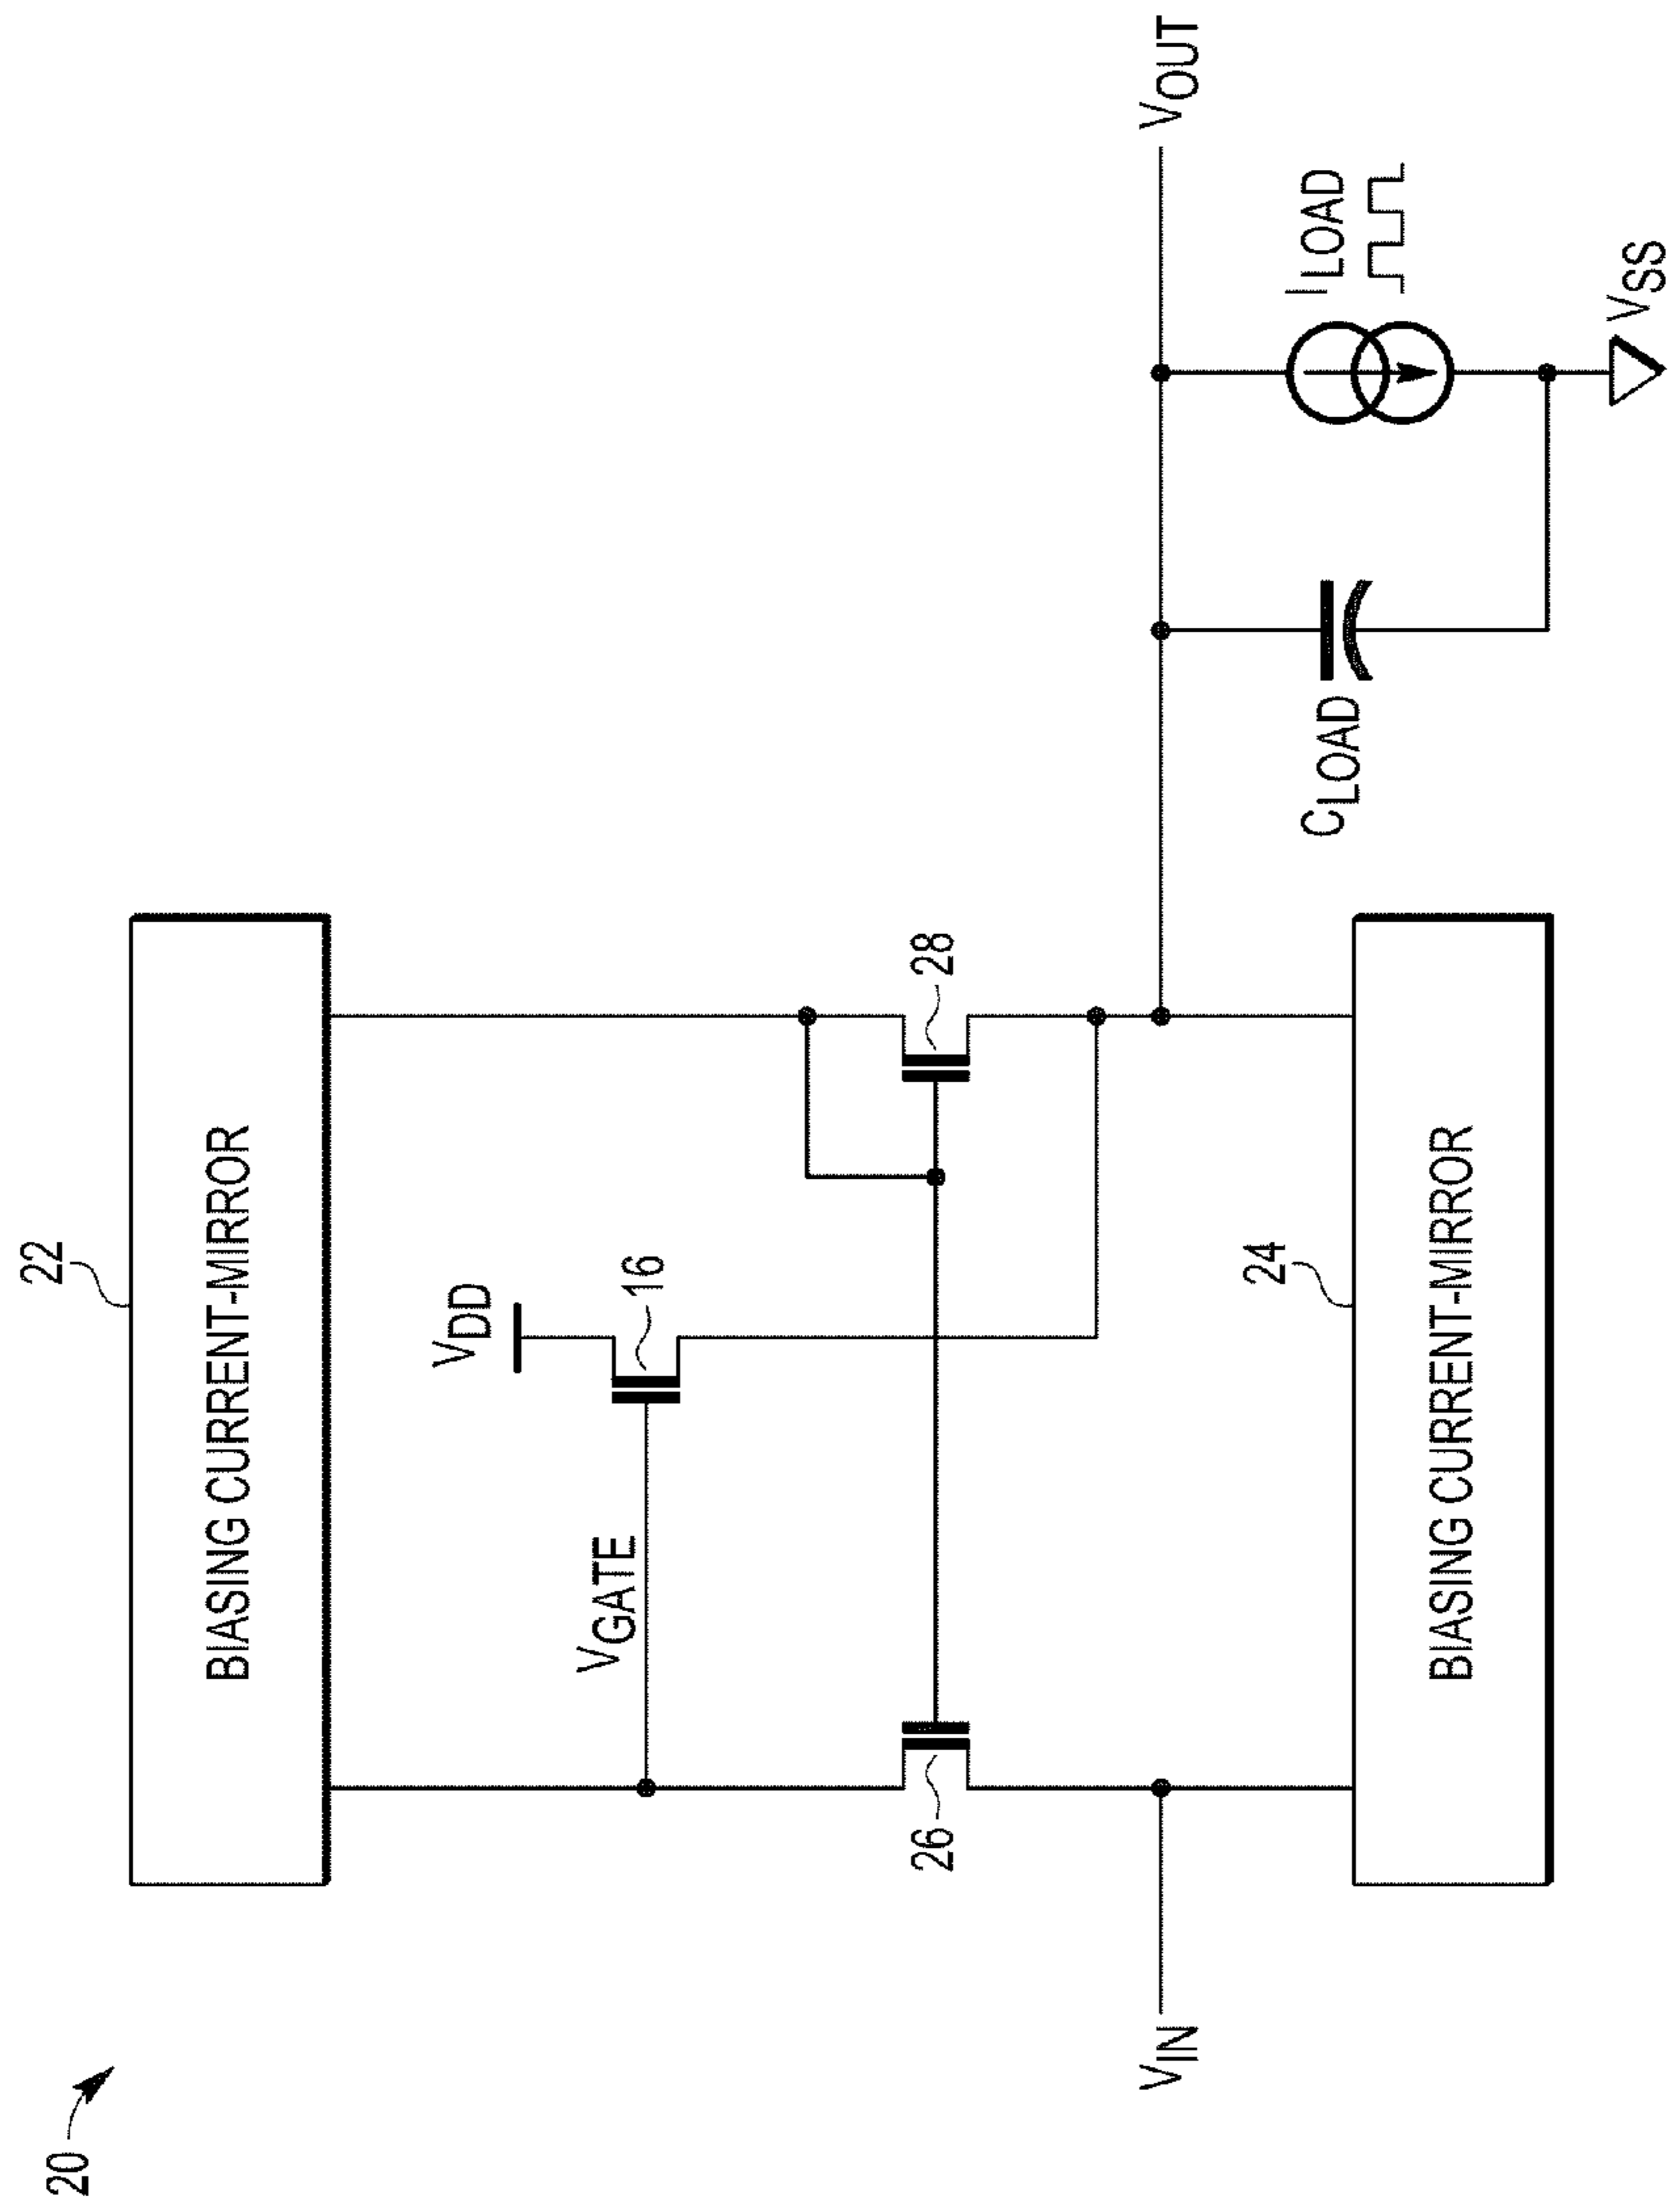 20
22
BIASING CURRENT-MIRROR
VDD
VGATE
16
26
28
VIN
VOUT
24
BIASING CURRENT-MIRROR
CLOAD
ILOAD
VSS